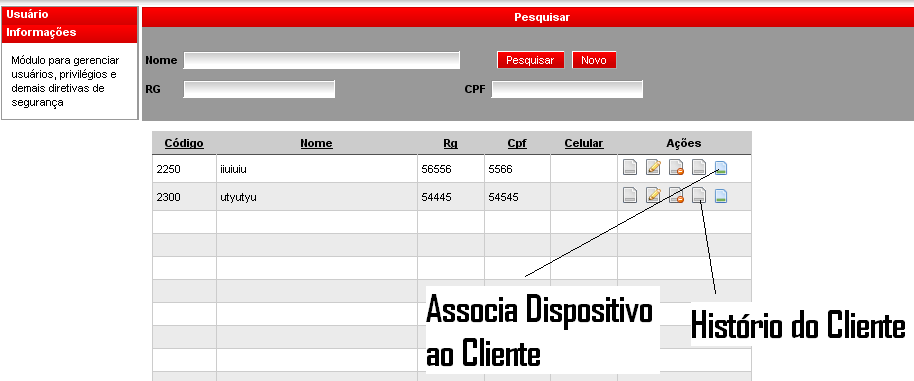 Usuário
Informações
Módulo para gerenciar
usuários, privilégios e
demais diretivas de
segurança
Pesquisar
Nome Pesquisar Novo
RG CPF
Código Nome Rg Cpf Celular Ações
2250 iiuiuiu 56556 5566
2300 utyutyu 54445 54545
Associa Dispositivo
ao Cliente
Histório do Cliente